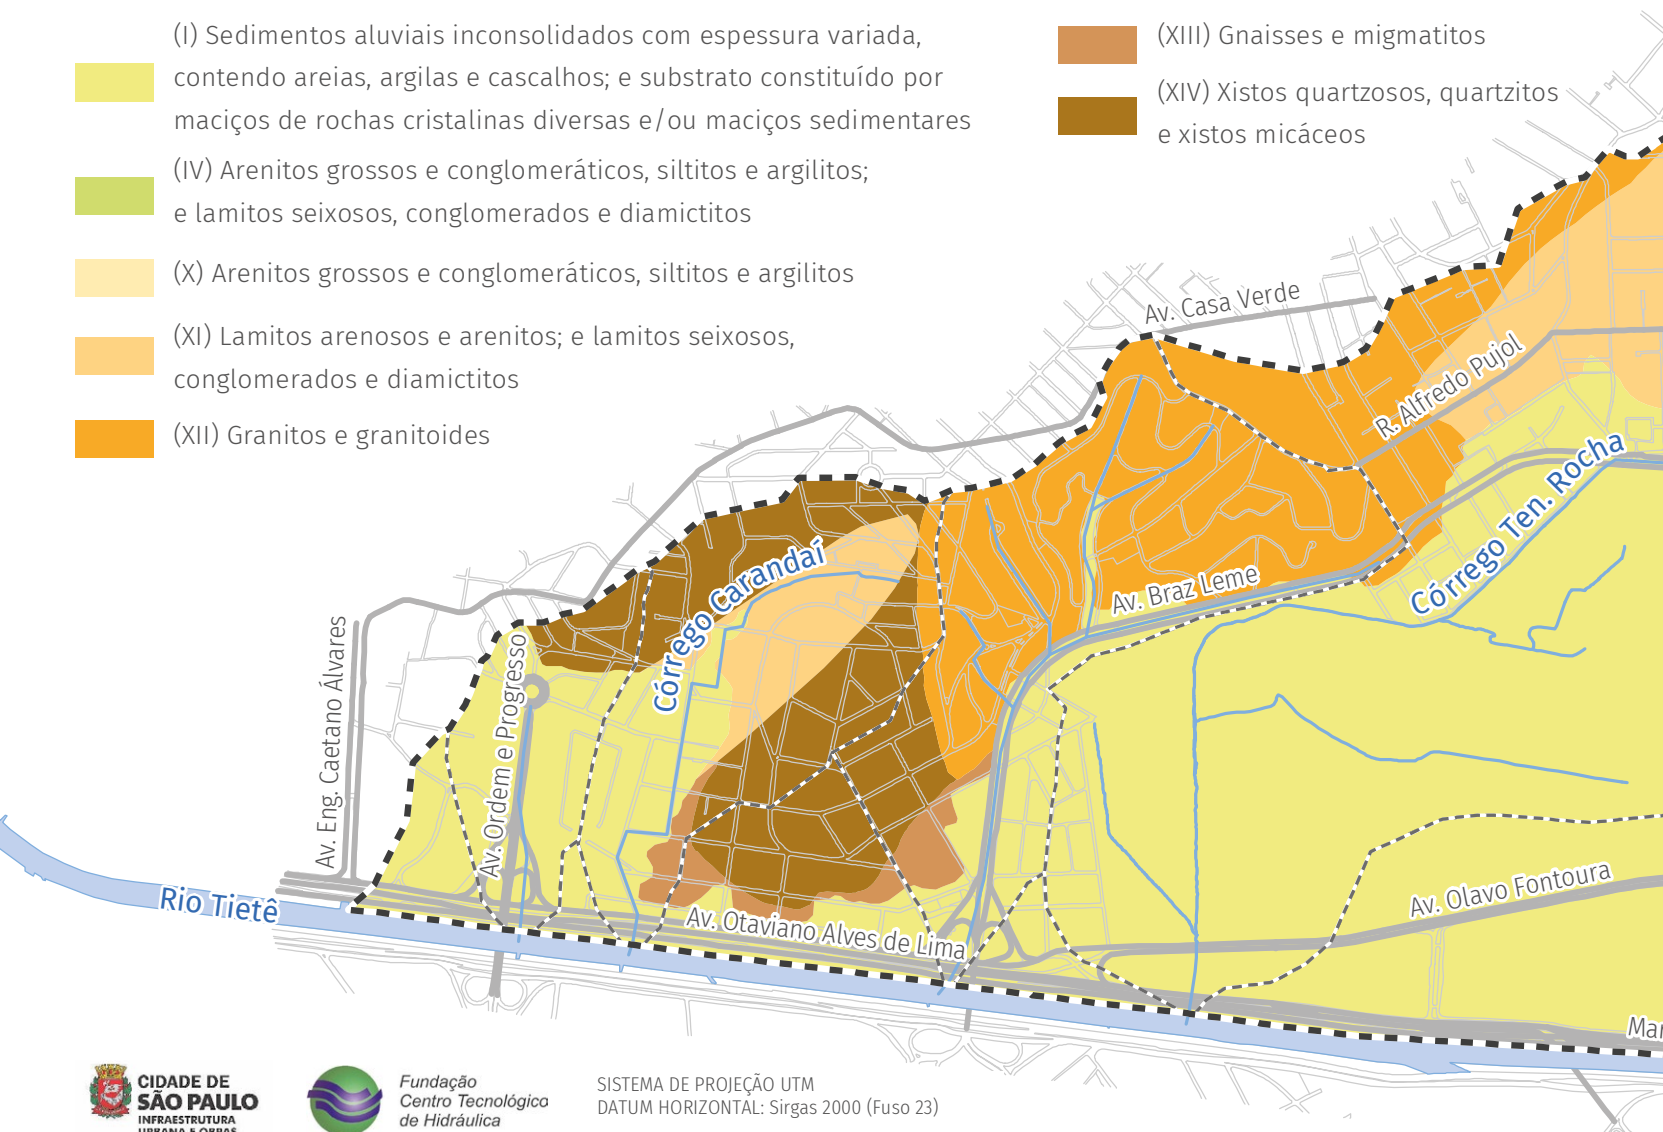 (I) Sedimentos aluviais inconsolidados com espessura variada,
contendo areias, argilas e cascalhos; e substrato constituído por
maciços de rochas cristalinas diversas e/ou maciços sedimentares
(IV) Arenitos grossos e conglomeráticos, siltitos e argilitos;
e lamitos seixosos, conglomerados e diamictitos
(X) Arenitos grossos e conglomeráticos, siltitos e argilitos
(XI) Lamitos arenosos e arenitos; e lamitos seixosos,
conglomerados e diamictitos
(XII) Granitos e granitoides
(XIII) Gnaisses e migmatitos
(XIV) Xistos quartzosos, quartzitos
e xistos micáceos
Av. Casa Verde
R. Alfredo Pujol
Córrego Ten. Rocha
Córrego Carandaí
Av. Braz Leme
Av. Eng. Caetano Álvares
Av. Ordem e Progresso
Rio Tietê
Av. Otaviano Alves de Lima
Av. Olavo Fontoura
Mar
CIDADE DE
SÃO PAULO
INFRAESTRUTURA
URBANA E OBRAS
Fundação
Centro Tecnológico
de Hidráulica
SISTEMA DE PROJEÇÃO UTM
DATUM HORIZONTAL: Sirgas 2000 (Fuso 23)